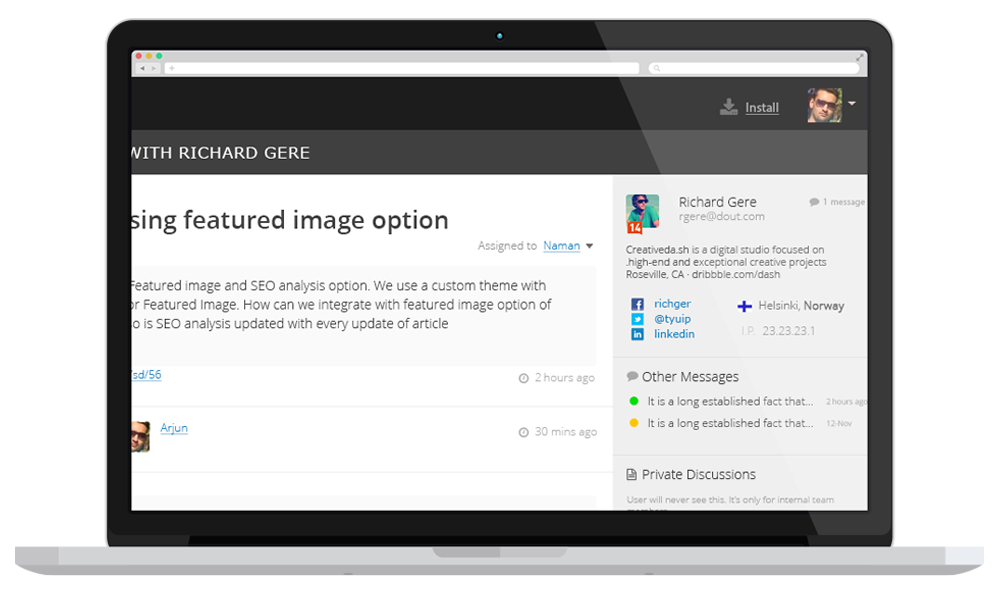 Install
WITH RICHARD GERE
sing featured image option
Assigned to Naman
Featured image and SEO analysis option. We use a custom theme with
or Featured Image. How can we integrate with featured image option of
so is SEO analysis updated with every update of article
/sd/56
2 hours ago
Arjun
30 mins ago
Richard Gere
1 message
rgere@dout.com
14
Creativeda.sh is a digital studio focused on
.high-end and exceptional creative projects
Roseville, CA · dribbble.com/dash
richger
@tyuip
linkedin
Helsinki, Norway
I.P. 23.23.23.1
Other Messages
It is a long established fact that... 2 hours ago
It is a long established fact that... 12-Nov
Private Discussions
User will never see this. It's only for internal team
members